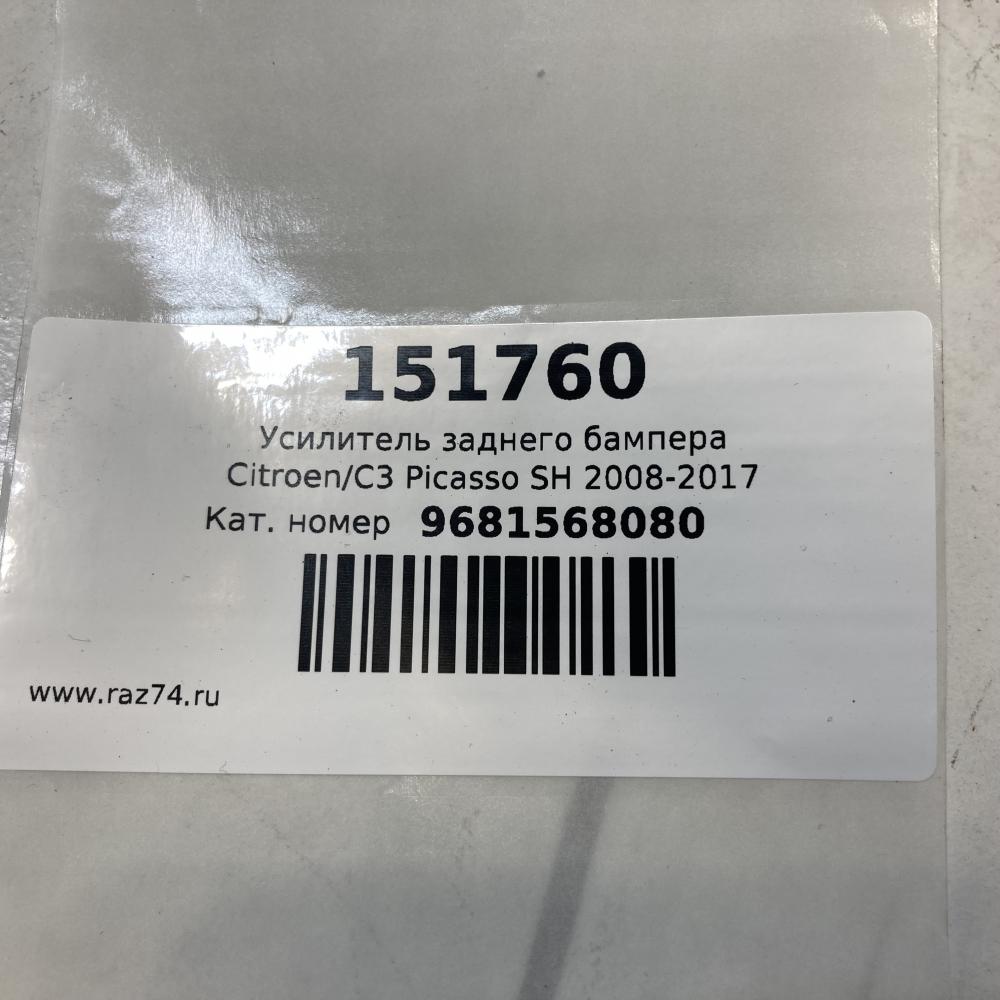 151760
Усилитель заднего бампера
Citroen/C3 Picasso SH 2008-2017
Кат. номер 9681568080
www.raz74.ru